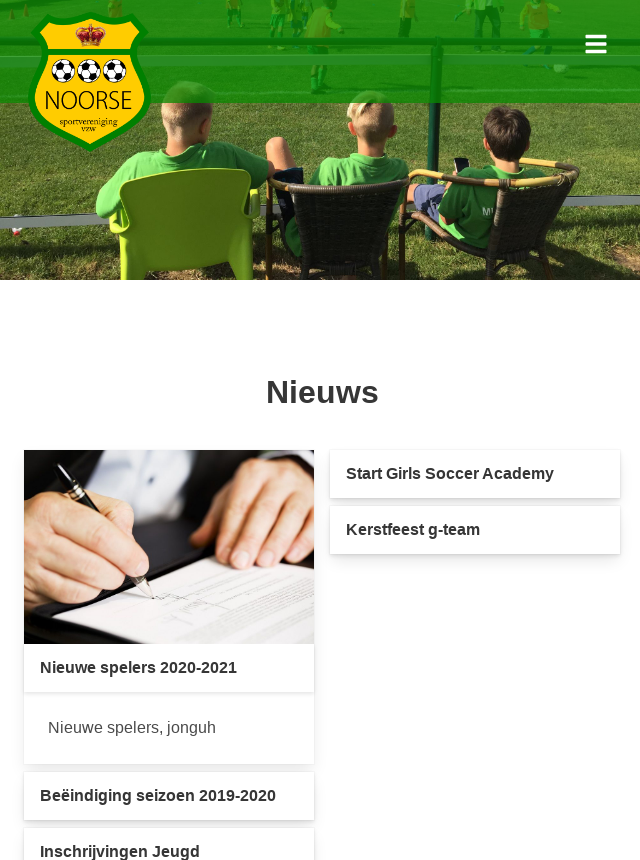 NOORSE
sportvereniging
vzw
Nieuws
Nieuwe spelers 2020-2021
Nieuwe spelers, jonguh
Beëindiging seizoen 2019-2020
Inschrijvingen Jeugd
Start Girls Soccer Academy
Kerstfeest g-team